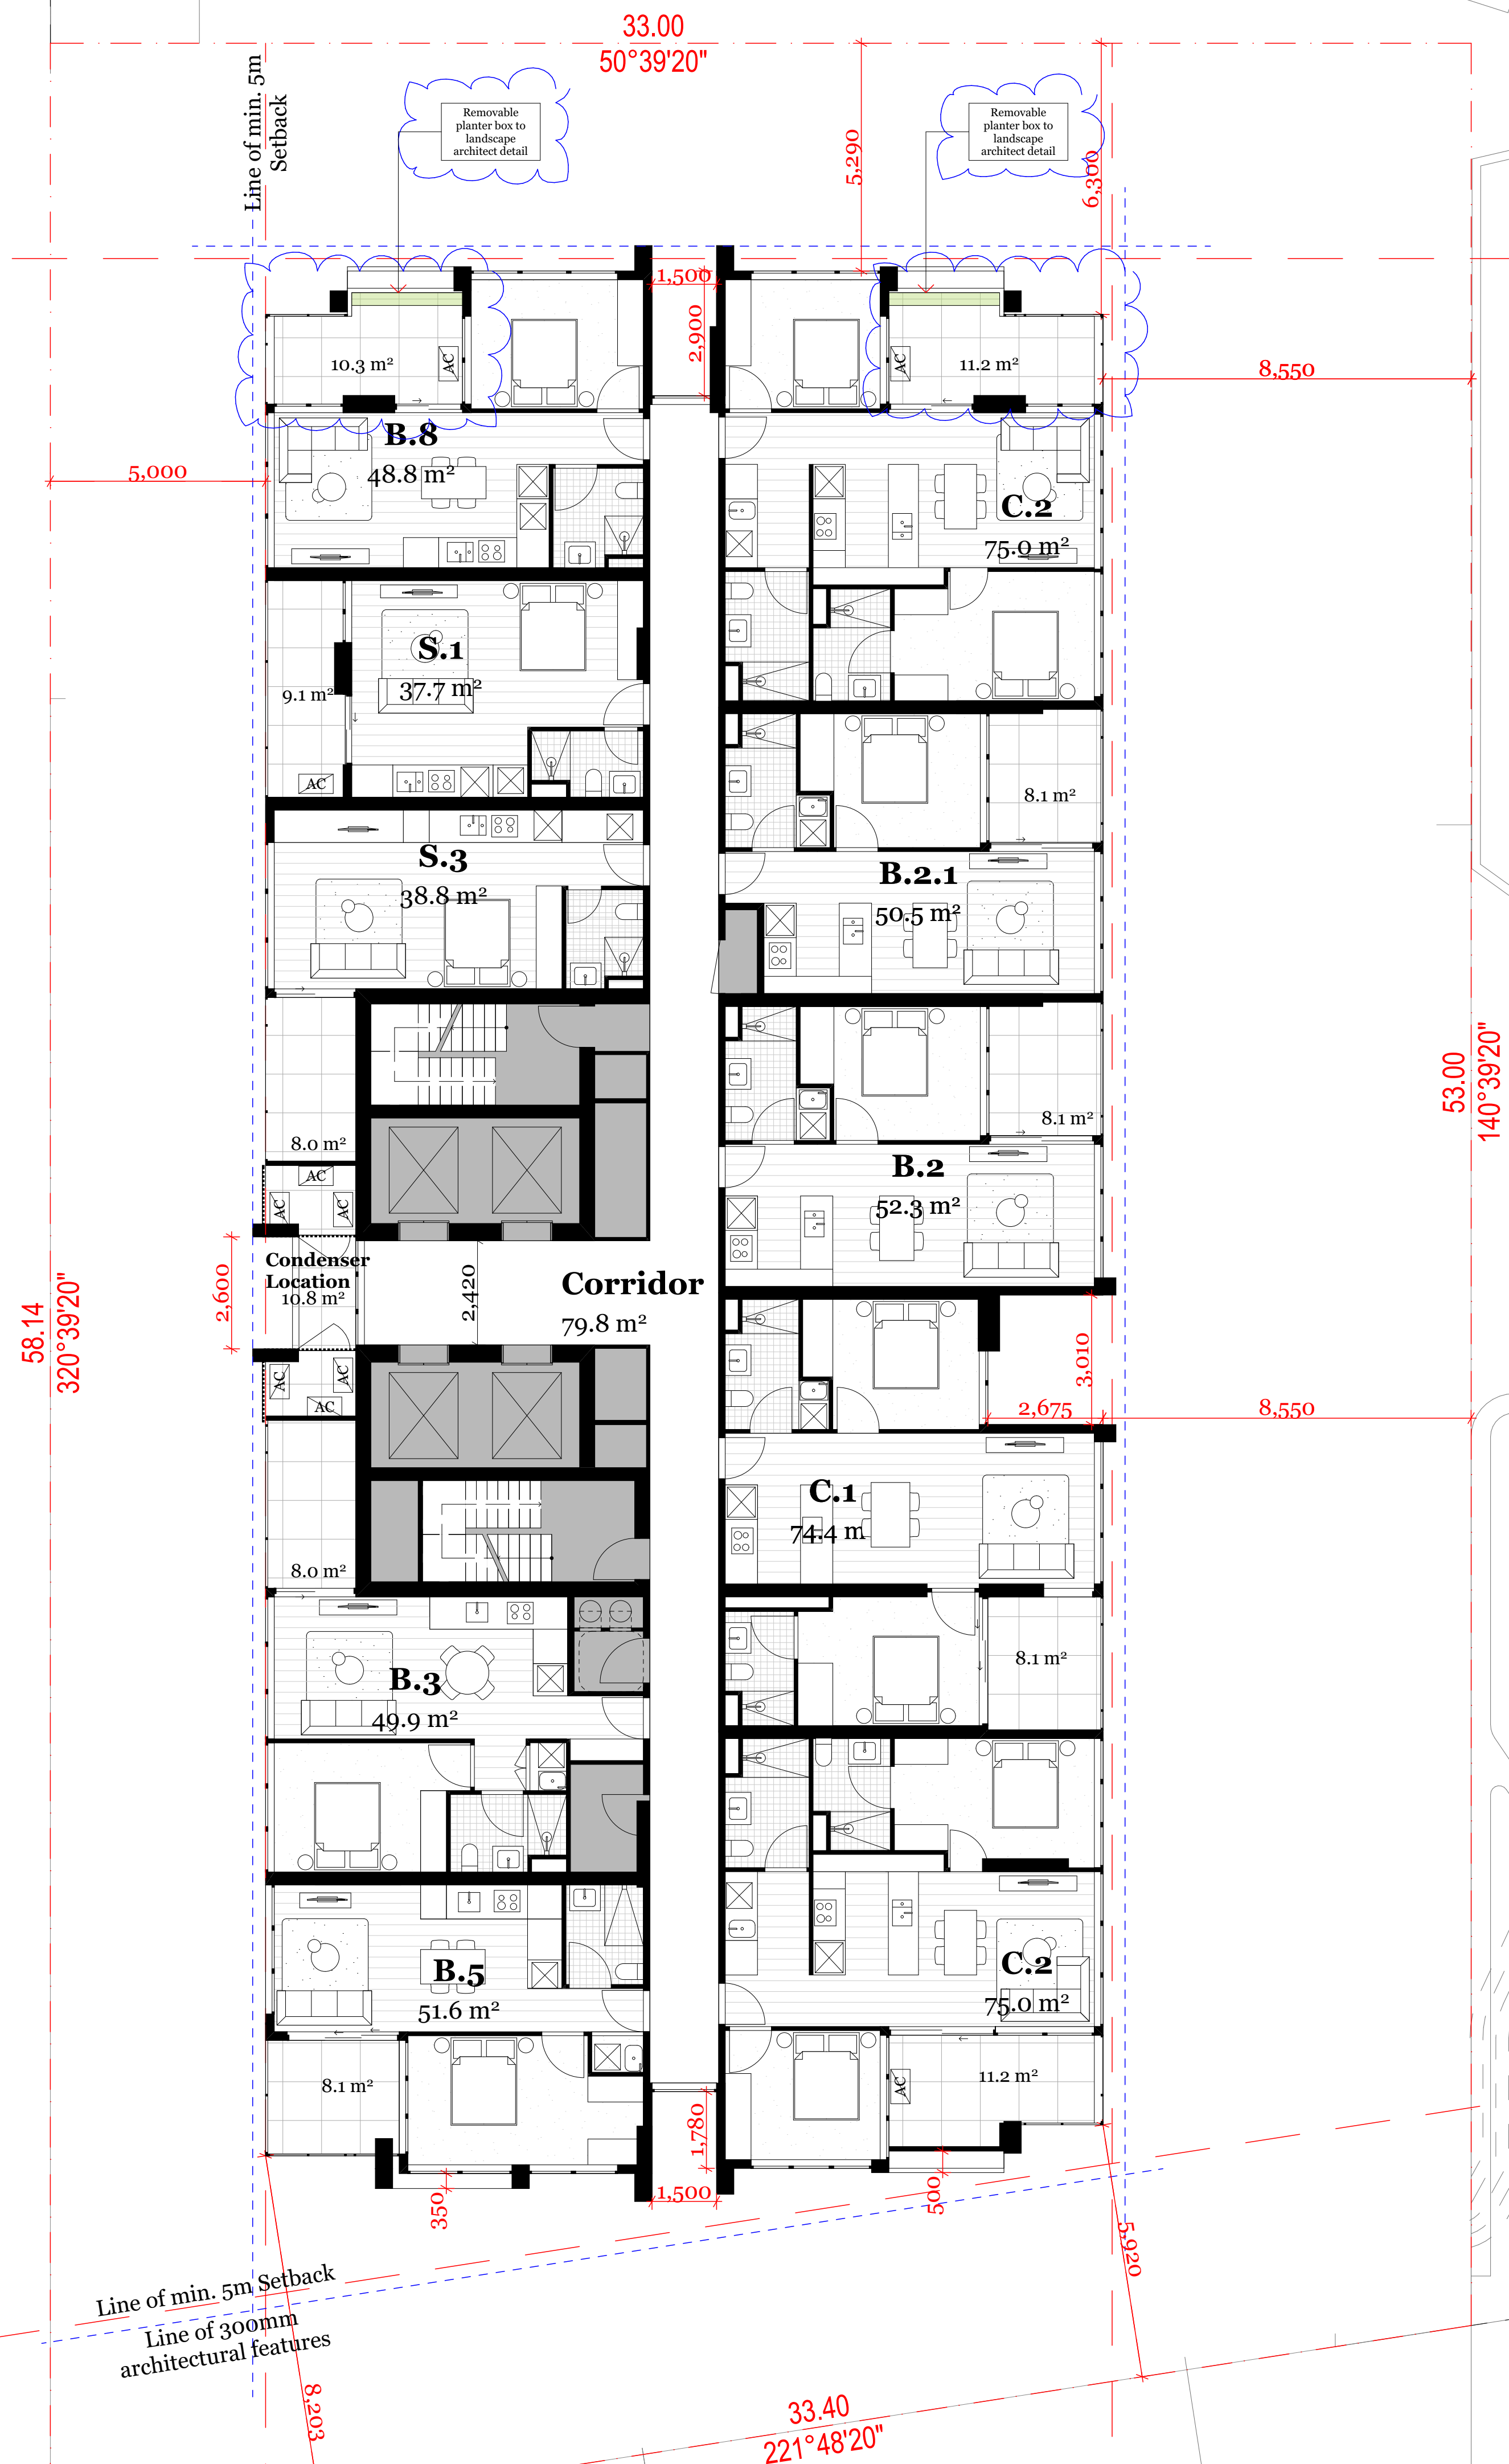 33.00
50°39'20"
Line of min. 5m
Setback
Removable
planter box to
landscape
architect detail
Removable
planter box to
landscape
architect detail
5,290
6,300
1,500
2,900
10.3 m²
AC
AC
11.2 m²
8,550
5,000
B.8
48.8 m²
C.2
75.0 m²
S.1
37.7 m²
9.1 m²
AC
8.1 m²
S.3
38.8 m²
B.2.1
50.5 m²
8.0 m²
8.1 m²
AC
AC
AC
B.2
52.3 m²
53.00
140°39'20"
Condenser
Location
10.8 m²
2,600
2,420
Corridor
79.8 m²
58.14
320°39'20"
3,010
2,675
8,550
AC
AC
AC
C.1
74.4 m
8.0 m²
8.1 m²
B.3
49.9 m²
B.5
51.6 m²
C.2
75.0 m²
8.1 m²
AC
11.2 m²
1,780
350
1,500
500
5,920
Line of min. 5m Setback
Line of 300mm
architectural features
8,203
33.40
221°48'20"